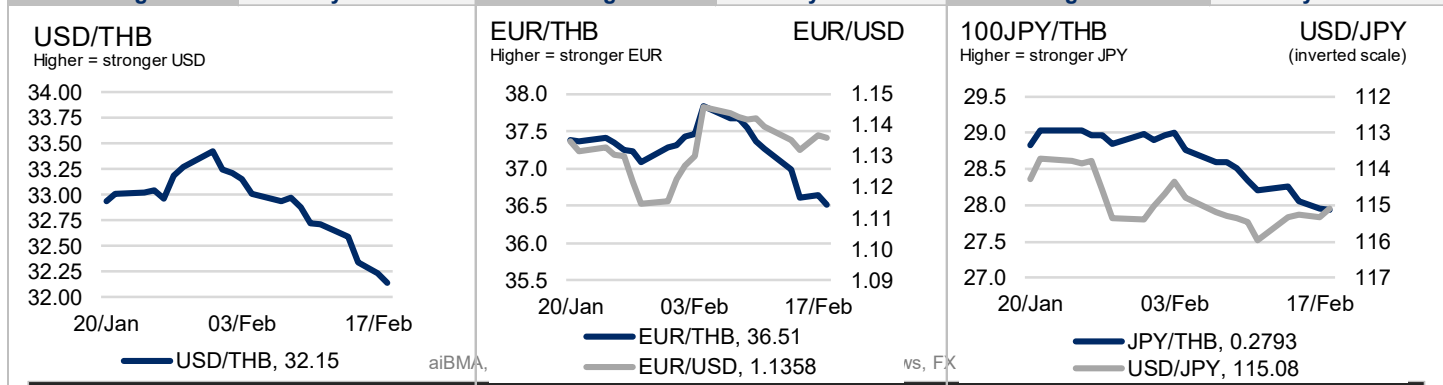 USD/THB
Higher = stronger USD
34.00
33.75
33.50
33.25
33.00
32.75
32.50
32.25
32.00
20/Jan 03/Feb 17/Feb
USD/THB, 32.15
EUR/THB EUR/USD
Higher = stronger EUR
38.0 1.15
37.5 1.14
37.0 1.13
36.5 1.12
36.0 1.11
35.5 1.10
1.09
20/Jan 03/Feb 17/Feb
EUR/THB, 36.51
EUR/USD, 1.1358
100JPY/THB USD/JPY
Higher = stronger JPY (inverted scale)
29.5 112
29.0 113
28.5 114
28.0 115
27.5 116
27.0 117
20/Jan 03/Feb 17/Feb
JPY/THB, 0.2793
USD/JPY, 115.08
aiBMA, ws, FX